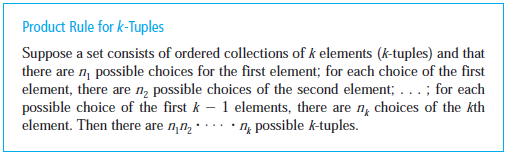 Product Rule for k-Tuples
Suppose a set consists of ordered collections of k elements (k-tuples) and that
there are n₁ possible choices for the first element; for each choice of the first
element, there are n₂ possible choices of the second element; . . . ; for each
possible choice of the first k − 1 elements, there are nₖ choices of the kth
element. Then there are n₁n₂ · · · · · nₖ possible k-tuples.